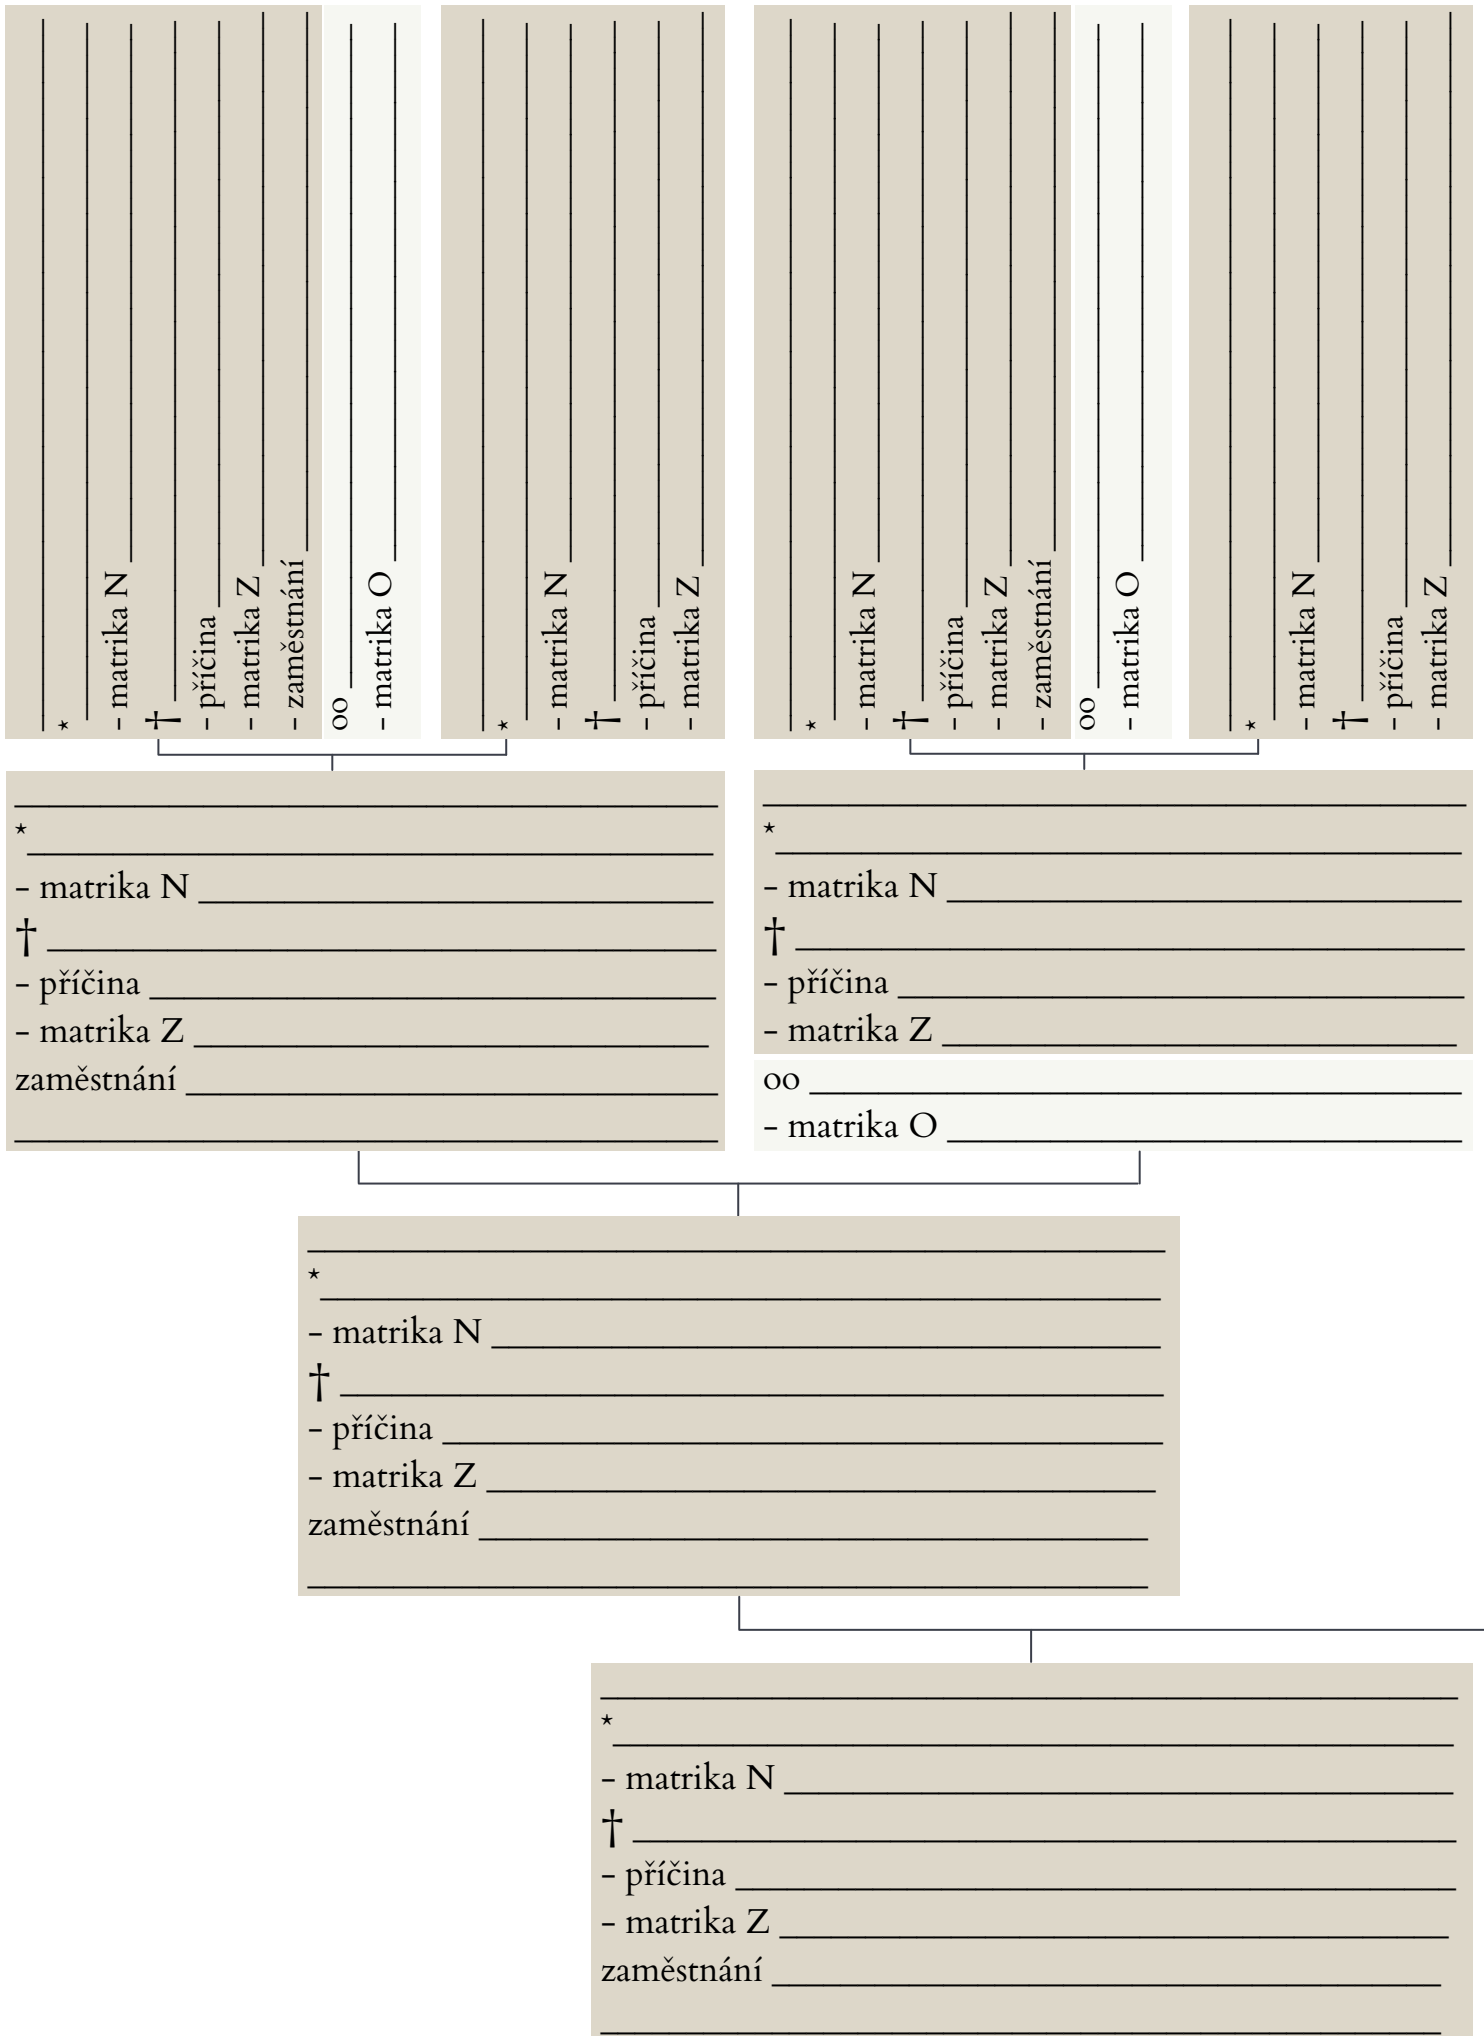 *
- matrika N
†
- příčina
- matrika Z
- zaměstnání
oo
- matrika O
*
- matrika N
†
- příčina
- matrika Z
*
- matrika N
†
- příčina
- matrika Z
- zaměstnání
oo
- matrika O
*
- matrika N
†
- příčina
- matrika Z
*
- matrika N
†
- příčina
- matrika Z
zaměstnání
*
- matrika N
†
- příčina
- matrika Z
oo
- matrika O
*
- matrika N
†
- příčina
- matrika Z
zaměstnání
*
- matrika N
†
- příčina
- matrika Z
zaměstnání